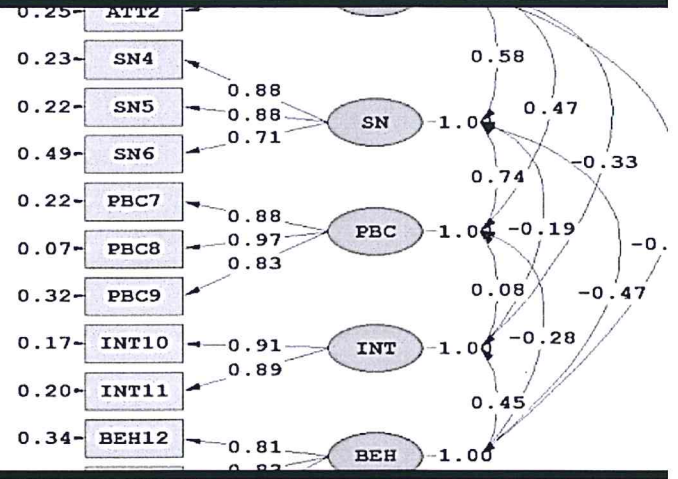 0.25 ATT2
0.23 SN4
0.58
0.88
0.22 SN5 0.88 SN 1.00 0.47
0.71
0.49 SN6 -0.33
0.74
0.22 PBC7
0.88
0.07 PBC8 0.97 PBC 1.00 -0.19
0.83 -0.
0.32 PBC9 0.08 -0.47
0.17 INT10 0.91 INT 1.00 -0.28
0.89
0.20 INT11
0.45
0.34 BEH12 0.81
BEH 1.00